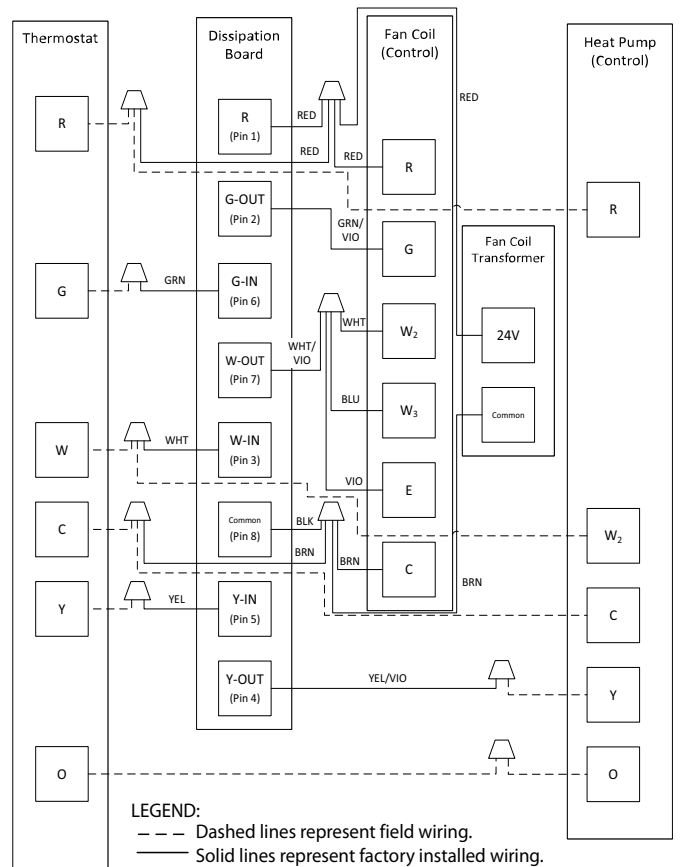 Thermostat
R
G
W
C
Y
O
Dissipation
Board
R
(Pin 1)
G-OUT
(Pin 2)
G-IN
(Pin 6)
W-OUT
(Pin 7)
W-IN
(Pin 3)
Common
(Pin 8)
Y-IN
(Pin 5)
Y-OUT
(Pin 4)
Fan Coil
(Control)
R
G
W₂
W₃
E
C
Fan Coil
Transformer
24V
Common
Heat Pump
(Control)
R
W₂
C
Y
O
RED
RED
RED
RED
GRN/
VIO
GRN
WHT
WHT/
VIO
BLU
WHT
VIO
BLK
BRN
BRN
BRN
YEL
YEL/VIO
LEGEND:
Dashed lines represent field wiring.
Solid lines represent factory installed wiring.